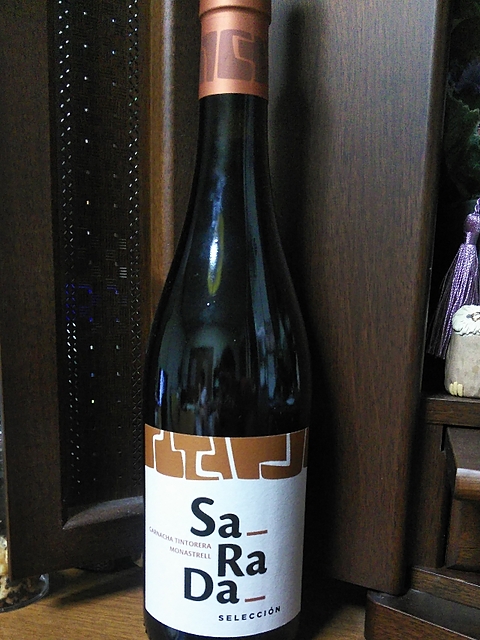 Sa_
GARNACHA TINTORERA
MONASTRELL
Ra
Da_
SELECCIÓN